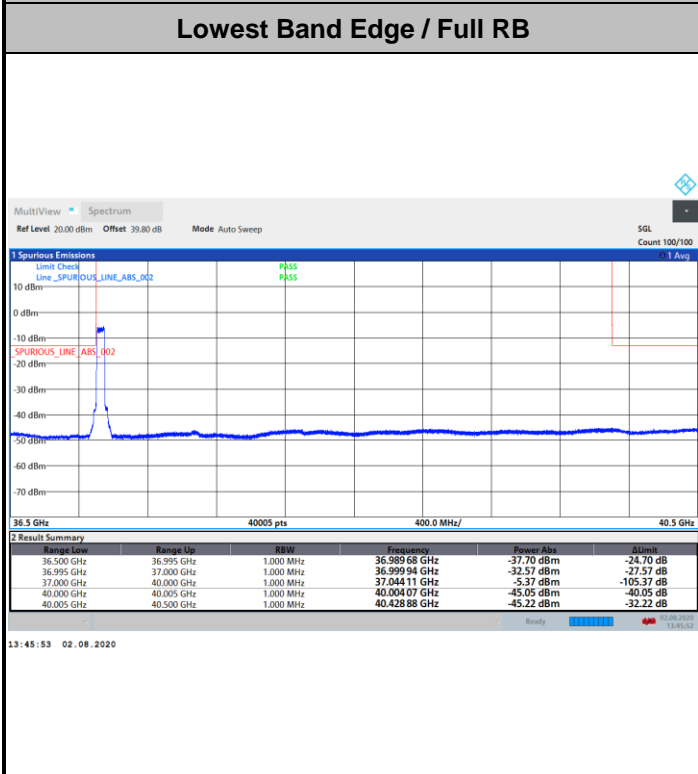 Lowest Band Edge / Full RB
MultiView Spectrum
Ref Level 20.00 dBm Offset 39.80 dB Mode Auto Sweep SGL
Count 100/100
1 Spurious Emissions 1 Avg
Limit Check PASS
Line _SPURIOUS_LINE_ABS_002 PASS
10 dBm
0 dBm
-10 dBm
_SPURIOUS_LINE_ABS_002
-20 dBm
-30 dBm
-40 dBm
-50 dBm
-60 dBm
-70 dBm
36.5 GHz 40005 pts 400.0 MHz/ 40.5 GHz
2 Result Summary
Range Low Range Up RBW Frequency Power Abs ΔLimit
36.500 GHz 36.995 GHz 1.000 MHz 36.989 68 GHz -37.70 dBm -24.70 dB
36.995 GHz 37.000 GHz 1.000 MHz 36.999 94 GHz -32.57 dBm -27.57 dB
37.000 GHz 40.000 GHz 1.000 MHz 37.044 11 GHz -5.37 dBm -105.37 dB
40.000 GHz 40.005 GHz 1.000 MHz 40.004 07 GHz -45.05 dBm -40.05 dB
40.005 GHz 40.500 GHz 1.000 MHz 40.428 88 GHz -45.22 dBm -32.22 dB
Ready 02.08.2020
13:45:52
13:45:53 02.08.2020